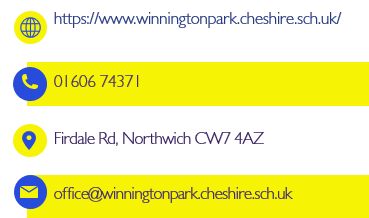 https://www.winningtonpark.cheshire.sch.uk/
01606 74371
Firdale Rd, Northwich CW7 4AZ
office@winningtonpark.cheshire.sch.uk